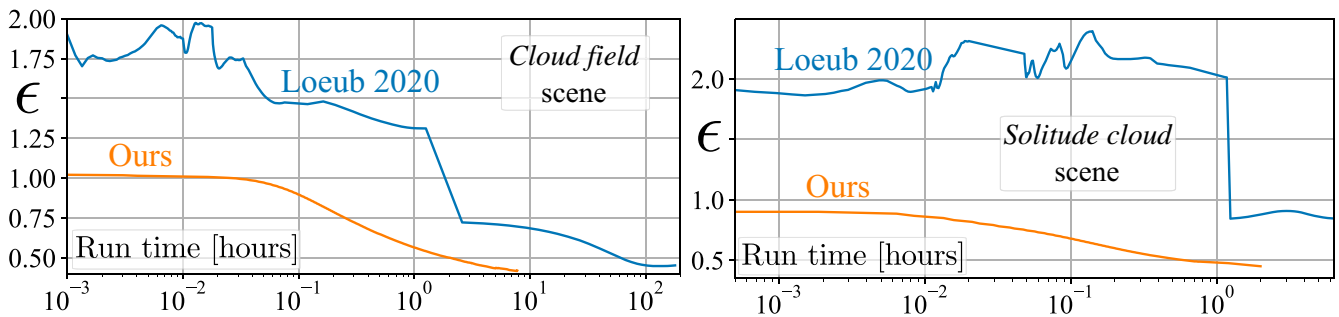 2.00
1.75
ϵ
1.25
1.00
0.75
0.50
Loeub 2020
Cloud field
scene
Ours
Run time [hours]
10⁻³ 10⁻² 10⁻¹ 10⁰ 10¹ 10²
2.0
ϵ
1.0
0.5
Loeub 2020
Solitude cloud
scene
Ours
Run time [hours]
10⁻³ 10⁻² 10⁻¹ 10⁰